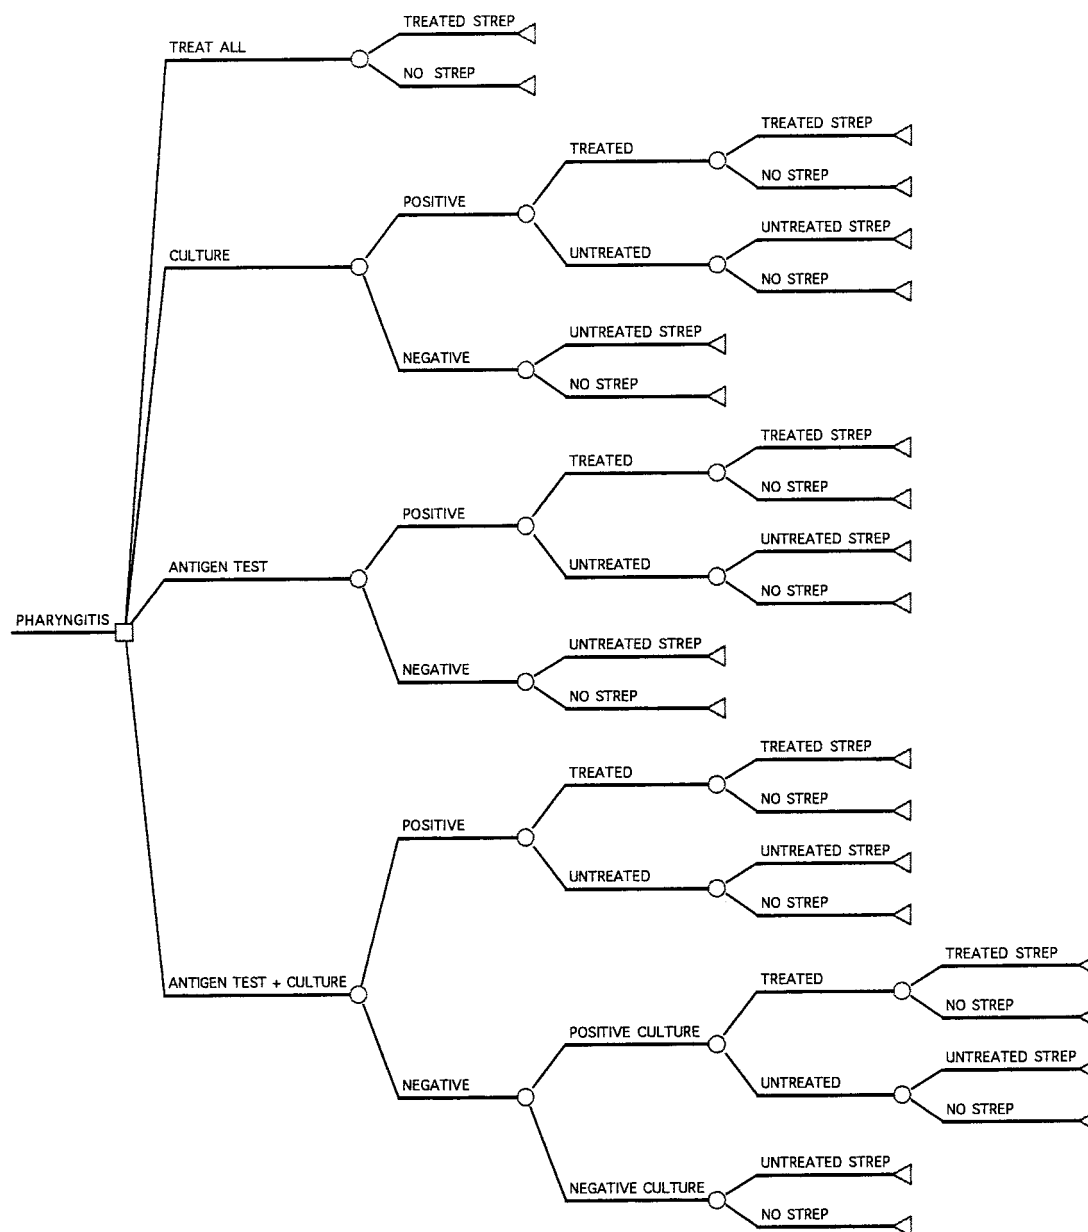 TREATED STREP
TREAT ALL
NO STREP
TREATED STREP
TREATED
NO STREP
POSITIVE
UNTREATED STREP
UNTREATED
NO STREP
CULTURE
UNTREATED STREP
NEGATIVE
NO STREP
TREATED STREP
TREATED
NO STREP
POSITIVE
UNTREATED STREP
UNTREATED
NO STREP
ANTIGEN TEST
PHARYNGITIS
UNTREATED STREP
NEGATIVE
NO STREP
TREATED STREP
TREATED
NO STREP
POSITIVE
UNTREATED STREP
UNTREATED
NO STREP
ANTIGEN TEST + CULTURE
TREATED STREP
TREATED
NO STREP
POSITIVE CULTURE
UNTREATED STREP
UNTREATED
NO STREP
NEGATIVE
UNTREATED STREP
NEGATIVE CULTURE
NO STREP